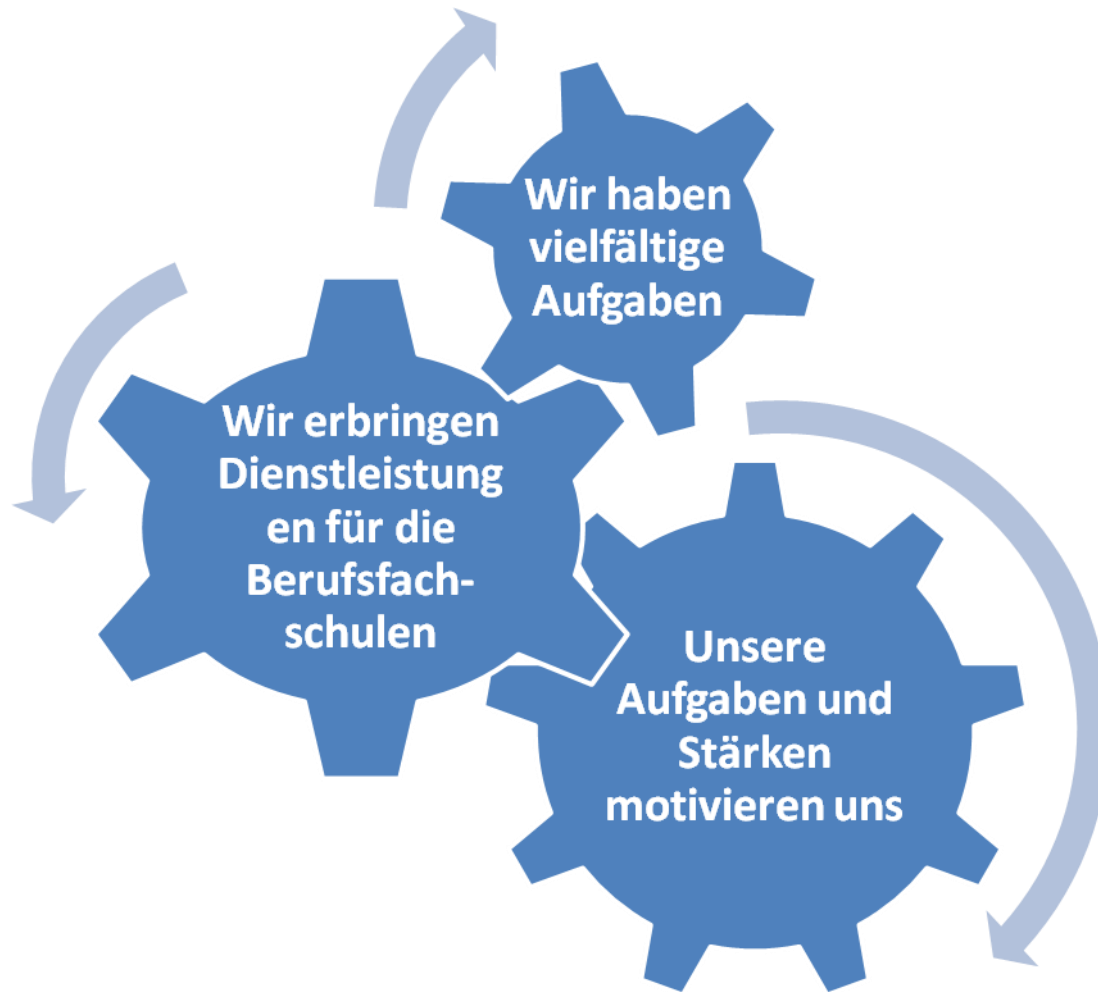 Wir haben
vielfältige
Aufgaben
Wir erbringen
Dienstleistung
en für die
Berufsfach-
schulen
Unsere
Aufgaben und
Stärken
motivieren uns